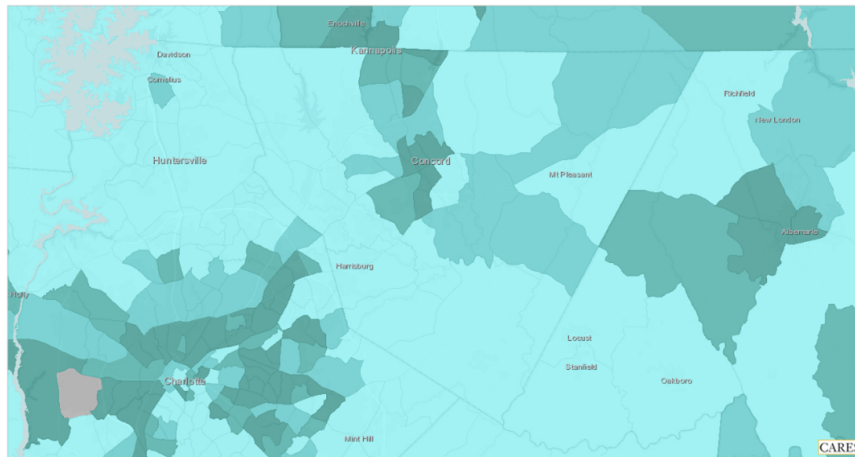 Enochville
Kannapolis
Davidson
Cornelius
Richfield
New London
Huntersville
Concord
Mt Pleasant
Albemarle
Harrisburg
Holly
Locust
Stanfield
Charlotte
Oakboro
Mint Hill
CARES